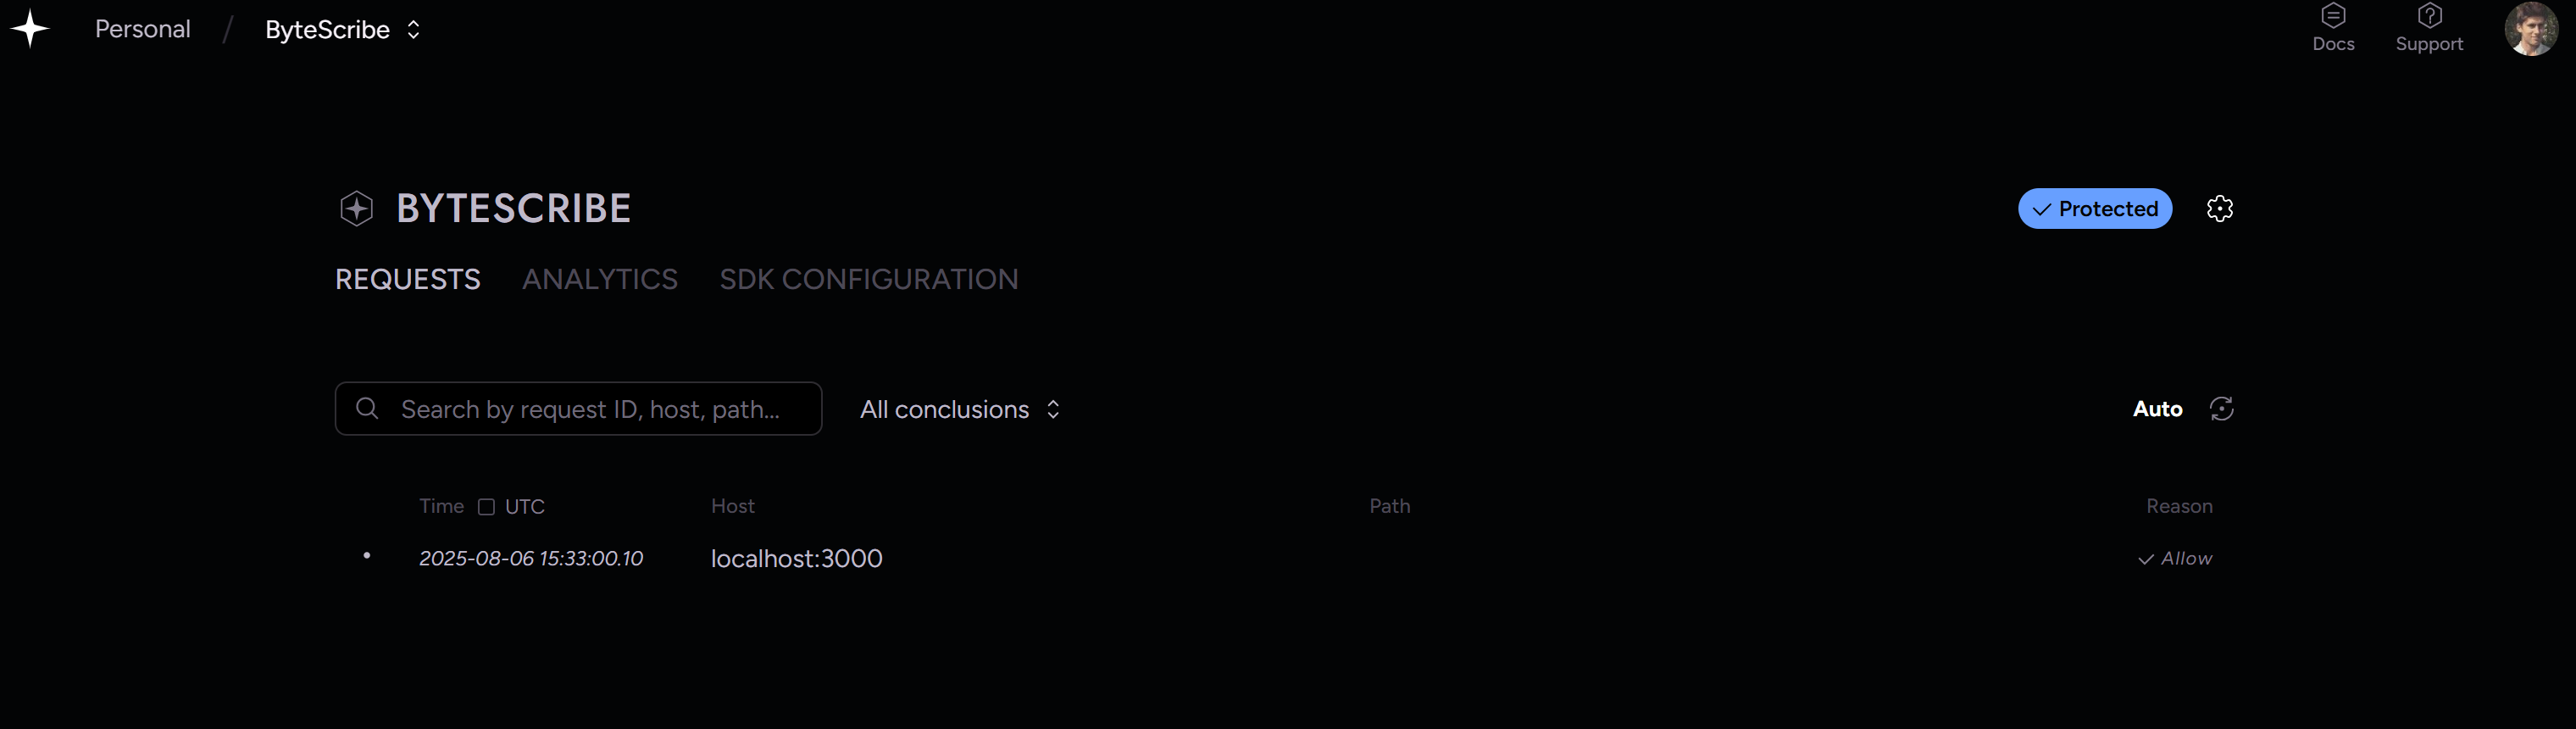 Personal / ByteScribe
Docs
Support
BYTESCRIBE
Protected
REQUESTS ANALYTICS SDK CONFIGURATION
Search by request ID, host, path...
All conclusions
Auto
Time UTC Host Path Reason
2025-08-06 15:33:00.10 localhost:3000 Allow